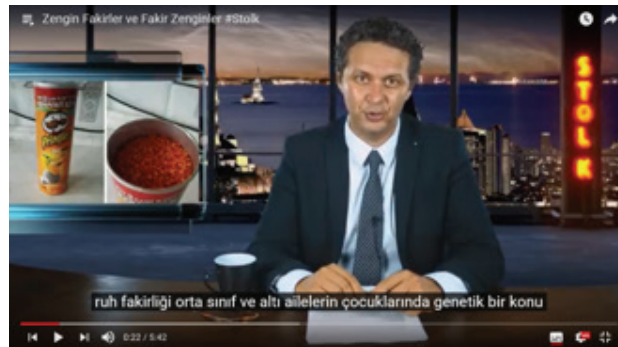 Zengin Fakirler ve Fakir Zenginler #Stolk
STOLK
Pringles
ruh fakirliği orta sınıf ve altı ailelerin çocuklarında genetik bir konu
0:22 / 5:42